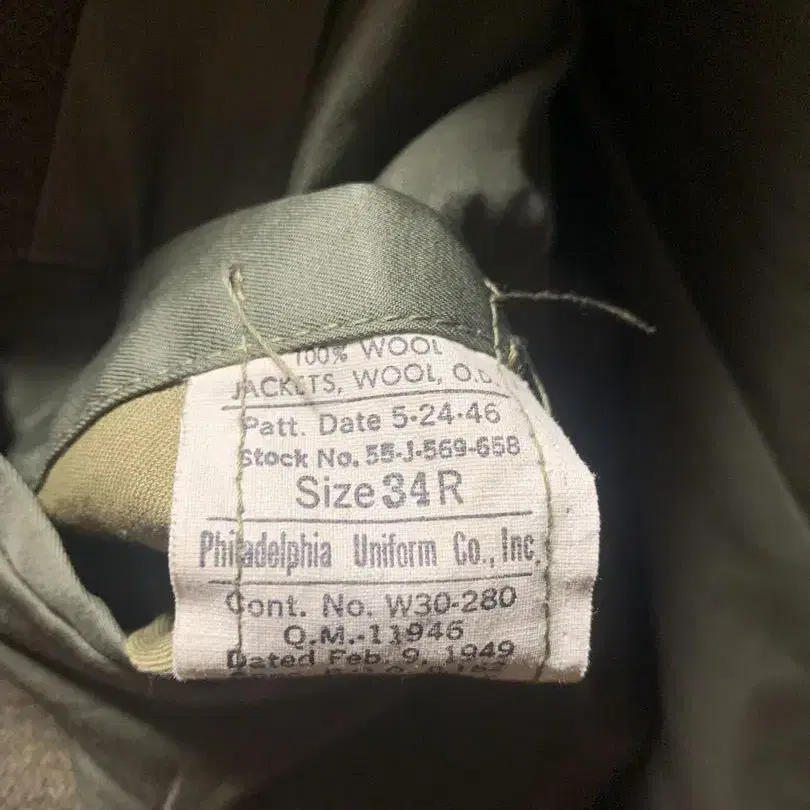 100% WOOL
JACKETS, WOOL, O.D.
Patt. Date 5-24-46
Stock No. 55-J-569-658
Size 34 R
Philadelphia Uniform Co., Inc.
Cont. No. W30-280
Q.M.-11946
Dated Feb. 9, 1949